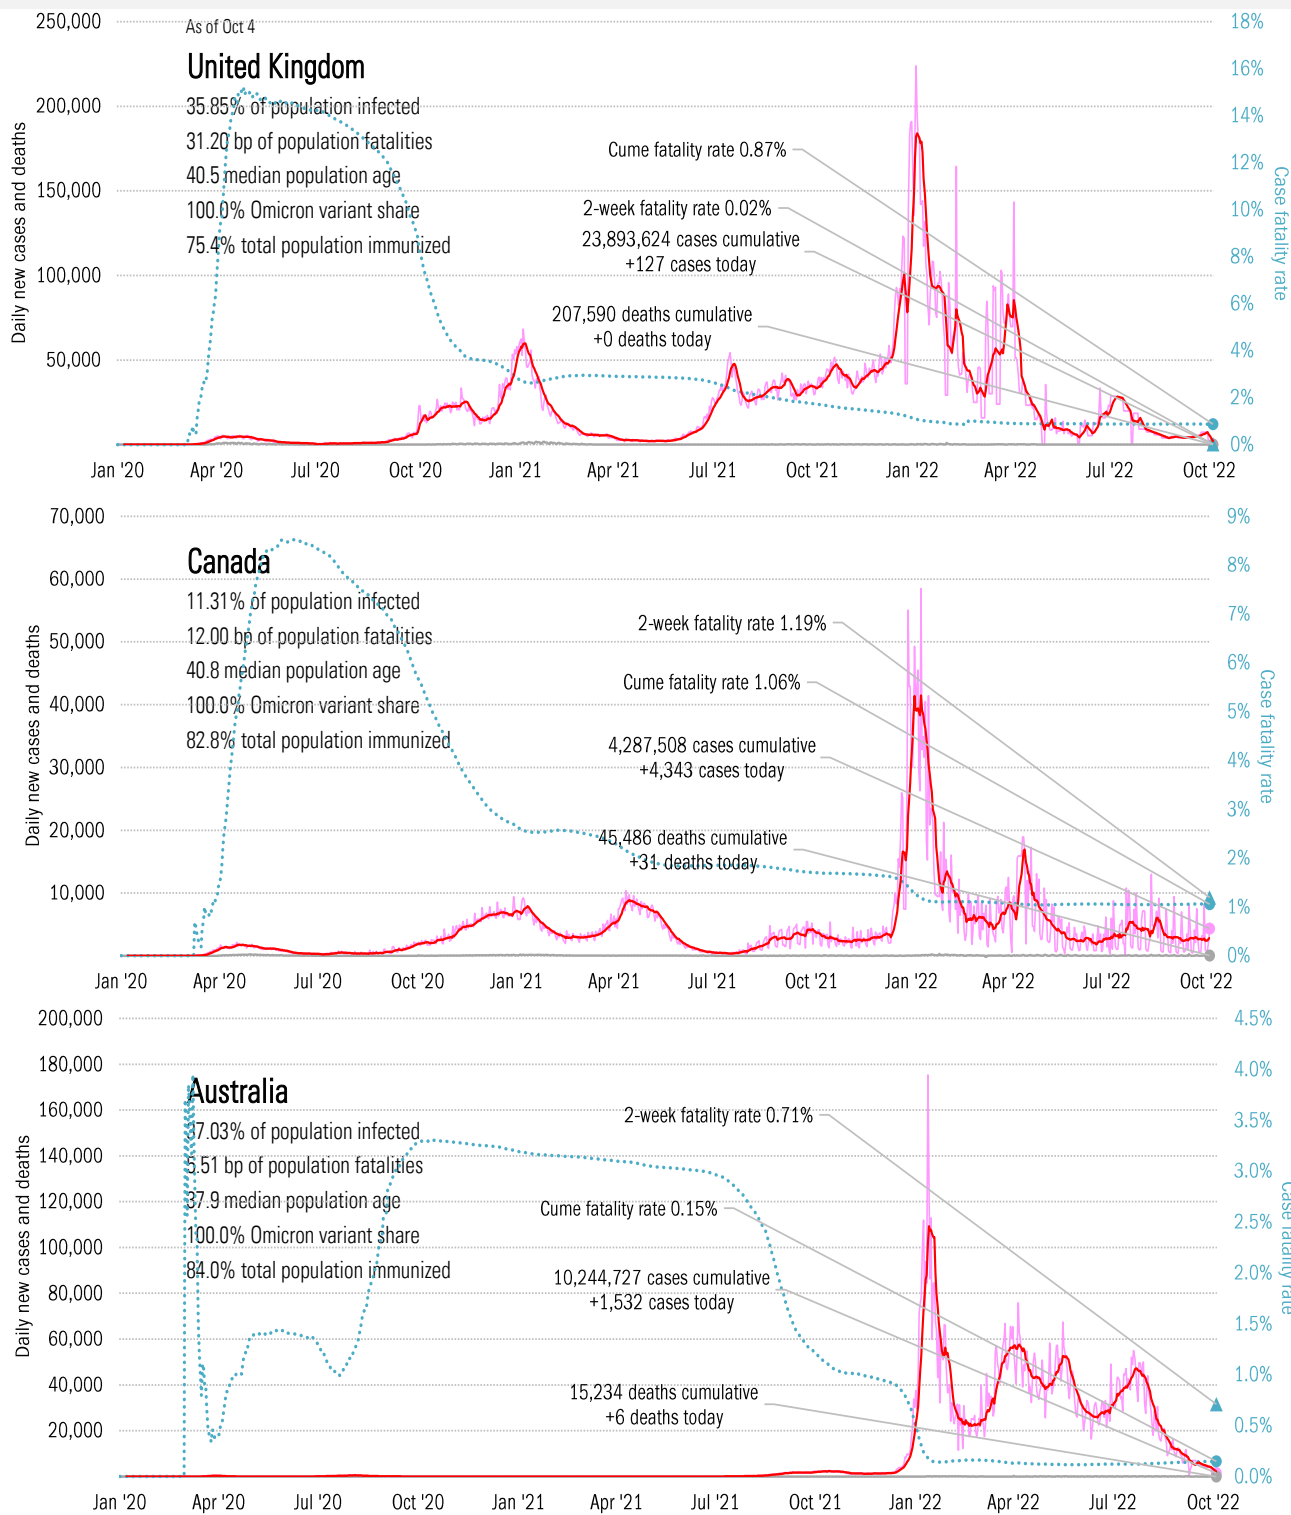 250,000
As of Oct 4
18%
United Kingdom
16%
200,000
35.85% of population infected
14%
31.20 bp of population fatalities
Cume fatality rate 0.87%
12%
150,000
40.5 median population age
100.0% Omicron variant share
2-week fatality rate 0.02%
10%
75.4% total population immunized
23,893,624 cases cumulative
+127 cases today
8%
100,000
6%
207,590 deaths cumulative
+0 deaths today
4%
50,000
2%
0%
Daily new cases and deaths
Case fatality rate
Jan '20 Apr '20 Jul '20 Oct '20 Jan '21 Apr '21 Jul '21 Oct '21 Jan '22 Apr '22 Jul '22 Oct '22
70,000
9%
Canada
8%
60,000
11.31% of population infected
7%
12.00 bp of population fatalities
2-week fatality rate 1.19%
50,000
40.8 median population age
6%
Cume fatality rate 1.06%
40,000
100.0% Omicron variant share
5%
82.8% total population immunized
4,287,508 cases cumulative
+4,343 cases today
4%
30,000
3%
20,000
45,486 deaths cumulative
+31 deaths today
2%
10,000
1%
0%
Daily new cases and deaths
Case fatality rate
Jan '20 Apr '20 Jul '20 Oct '20 Jan '21 Apr '21 Jul '21 Oct '21 Jan '22 Apr '22 Jul '22 Oct '22
200,000
4.5%
180,000
4.0%
Australia
160,000
37.03% of population infected
2-week fatality rate 0.71%
3.5%
140,000
5.51 bp of population fatalities
3.0%
120,000
37.9 median population age
Cume fatality rate 0.15%
2.5%
100,000
100.0% Omicron variant share
84.0% total population immunized
10,244,727 cases cumulative
+1,532 cases today
2.0%
80,000
1.5%
60,000
1.0%
40,000
15,234 deaths cumulative
+6 deaths today
0.5%
20,000
0.0%
Daily new cases and deaths
Case fatality rate
Jan '20 Apr '20 Jul '20 Oct '20 Jan '21 Apr '21 Jul '21 Oct '21 Jan '22 Apr '22 Jul '22 Oct '22